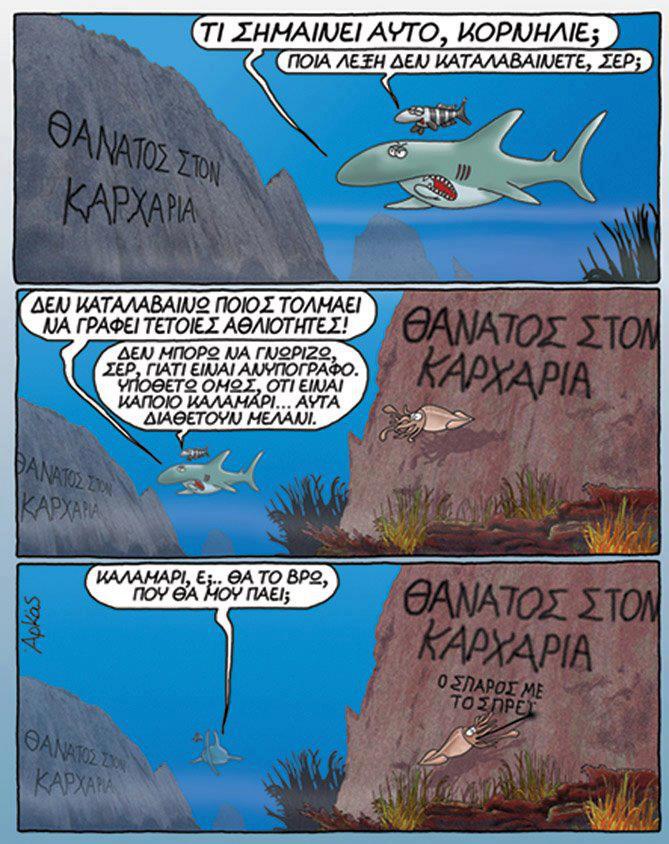 ΤΙ ΣΗΜΑΙΝΕΙ ΑΥΤΟ, ΚΟΡΝΗΛΙΕ;
ΠΟΙΑ ΛΕΞΗ ΔΕΝ ΚΑΤΑΛΑΒΑΙΝΕΤΕ, ΣΕΡ;
ΘΑΝΑΤΟΣ ΣΤΟΝ
ΚΑΡΧΑΡΙΑ
ΔΕΝ ΚΑΤΑΛΑΒΑΙΝΩ ΠΟΙΟΣ ΤΟΛΜΑΕΙ
ΝΑ ΓΡΑΦΕΙ ΤΕΤΟΙΕΣ ΑΘΛΙΟΤΗΤΕΣ!
ΔΕΝ ΜΠΟΡΩ ΝΑ ΓΝΩΡΙΖΩ,
ΣΕΡ, ΓΙΑΤΙ ΕΙΝΑΙ ΑΝΥΠΟΓΡΑΦΟ.
ΥΠΟΘΕΤΩ ΟΜΩΣ, ΟΤΙ ΕΙΝΑΙ
ΚΑΠΟΙΟ ΚΑΛΑΜΑΡΙ... ΑΥΤΑ
ΔΙΑΘΕΤΟΥΝ ΜΕΛΑΝΙ.
ΘΑΝΑΤΟΣ ΣΤΟΝ
ΚΑΡΧΑΡΙΑ
ΘΑΝΑΤΟΣ ΣΤΟΝ
ΚΑΡΧΑΡΙΑ
ΚΑΛΑΜΑΡΙ, Ε;.. ΘΑ ΤΟ ΒΡΩ,
ΠΟΥ ΘΑ ΜΟΥ ΠΑΕΙ;
Αρκάς
ΘΑΝΑΤΟΣ ΣΤΟΝ
ΚΑΡΧΑΡΙΑ
Ο ΣΠΑΡΟΣ ΜΕ
ΤΟ ΣΠΡΕΥ
ΘΑΝΑΤΟΣ ΣΤΟΝ
ΚΑΡΧΑΡΙΑ